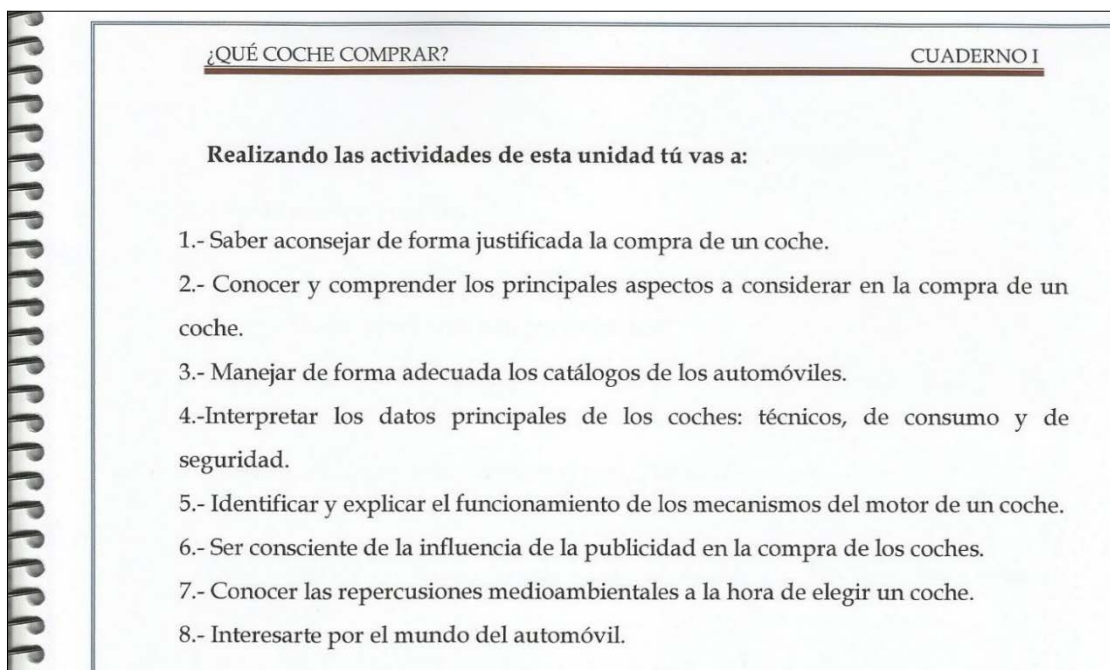 ¿QUÉ COCHE COMPRAR? CUADERNO I
Realizando las actividades de esta unidad tú vas a:
1.- Saber aconsejar de forma justificada la compra de un coche.
2.- Conocer y comprender los principales aspectos a considerar en la compra de un
coche.
3.- Manejar de forma adecuada los catálogos de los automóviles.
4.-Interpretar los datos principales de los coches: técnicos, de consumo y de
seguridad.
5.- Identificar y explicar el funcionamiento de los mecanismos del motor de un coche.
6.- Ser consciente de la influencia de la publicidad en la compra de los coches.
7.- Conocer las repercusiones medioambientales a la hora de elegir un coche.
8.- Interesarte por el mundo del automóvil.